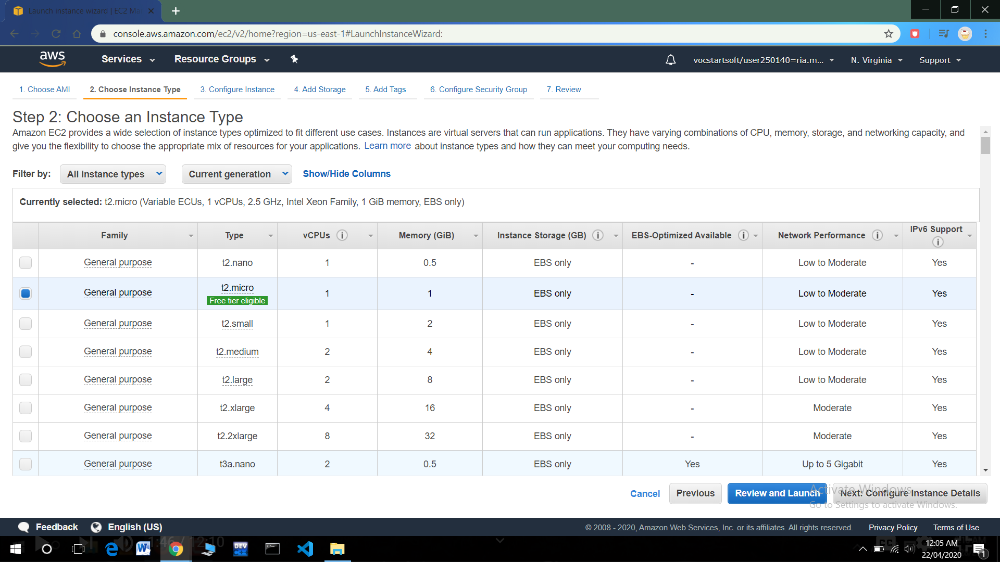 Launch instance wizard | EC2 Ma
console.aws.amazon.com/ec2/v2/home?region=us-east-1#LaunchInstanceWizard:
aws Services Resource Groups vocstartsoft/user250140=ria.m... N. Virginia Support
1. Choose AMI 2. Choose Instance Type 3. Configure Instance 4. Add Storage 5. Add Tags 6. Configure Security Group 7. Review
Step 2: Choose an Instance Type
Amazon EC2 provides a wide selection of instance types optimized to fit different use cases. Instances are virtual servers that can run applications. They have varying combinations of CPU, memory, storage, and networking capacity, and
give you the flexibility to choose the appropriate mix of resources for your applications. Learn more about instance types and how they can meet your computing needs.
Filter by: All instance types Current generation Show/Hide Columns
Currently selected: t2.micro (Variable ECUs, 1 vCPUs, 2.5 GHz, Intel Xeon Family, 1 GiB memory, EBS only)
Family Type vCPUs Memory (GiB) Instance Storage (GB) EBS-Optimized Available Network Performance IPv6 Support
General purpose t2.nano 1 0.5 EBS only - Low to Moderate Yes
General purpose t2.micro 1 1 EBS only - Low to Moderate Yes
Free tier eligible
General purpose t2.small 1 2 EBS only - Low to Moderate Yes
General purpose t2.medium 2 4 EBS only - Low to Moderate Yes
General purpose t2.large 2 8 EBS only - Low to Moderate Yes
General purpose t2.xlarge 4 16 EBS only - Moderate Yes
General purpose t2.2xlarge 8 32 EBS only - Moderate Yes
General purpose t3a.nano 2 0.5 EBS only Yes Up to 5 Gigabit Yes
Cancel Previous Review and Launch Next: Configure Instance Details
Activate Windows
Go to Settings to activate Windows.
Feedback English (US) © 2008 - 2020, Amazon Web Services, Inc. or its affiliates. All rights reserved. Privacy Policy Terms of Use
1:46 / 12:10
DEV C++
12:05 AM
22/04/2020
1